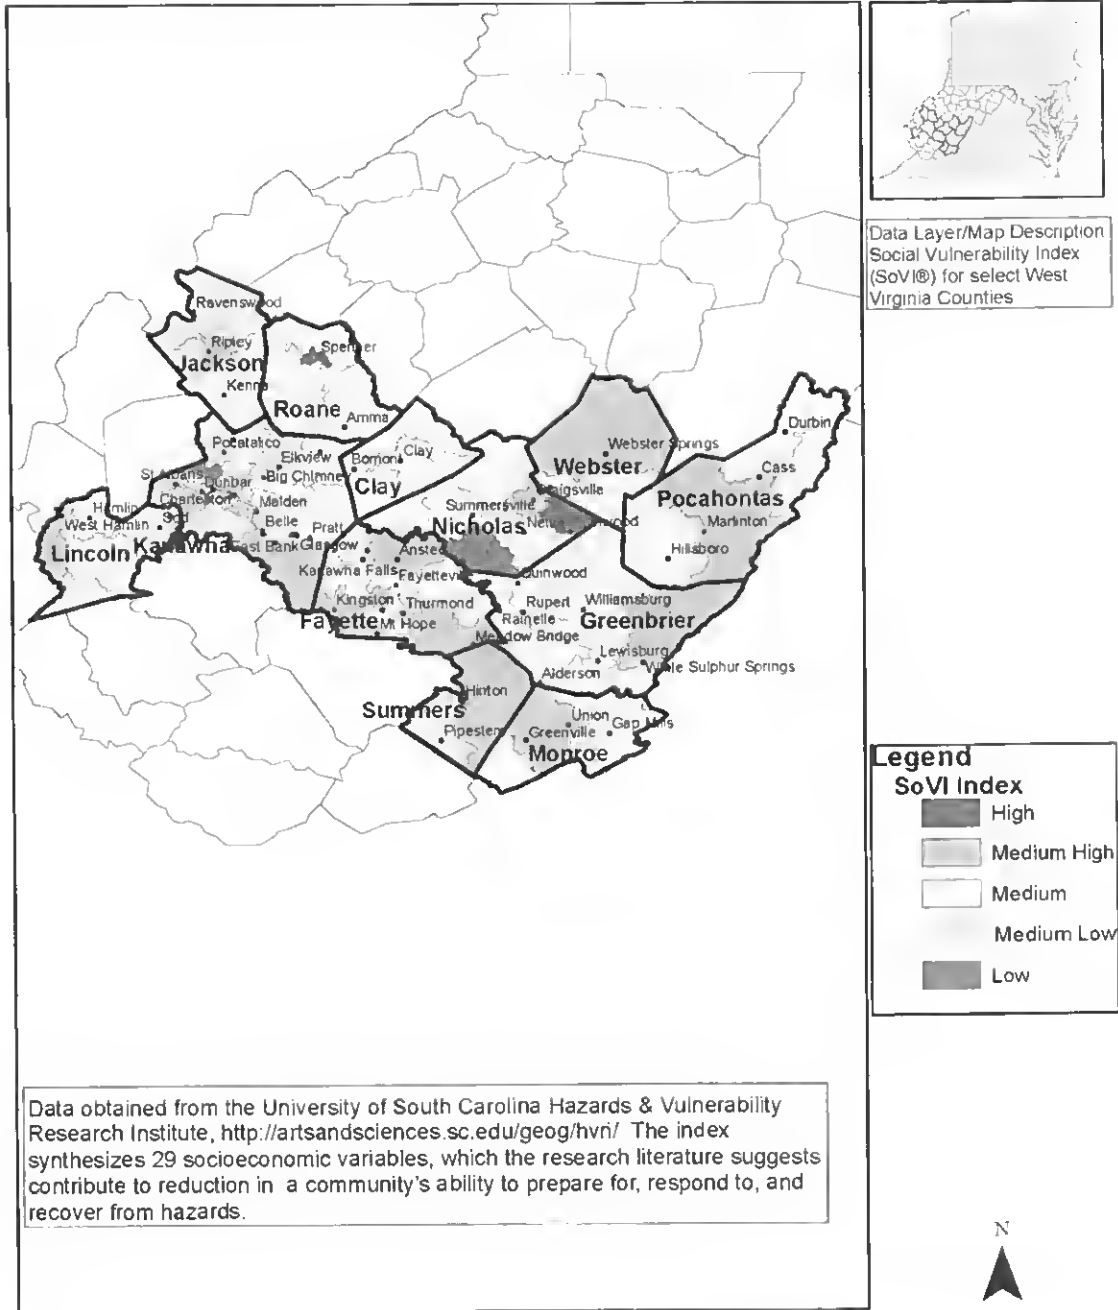 Data Layer/Map Description
Social Vulnerability Index
(SoVI®) for select West
Virginia Counties
Ravenswood
Ripley
Jackson
Kenna
Spencer
Roane
Amma
Pocatalico
Elkview
Big Chimney
St Albans
Dunbar
Charleston
Malden
Belle
Pratt
East Bank
Glasgow
Kanawha
Hamlin
West Hamlin
Sod
Lincoln
Bomont
Clay
Clay
Webster Springs
Webster
Craigsville
Summersville
Nicholas
Durbin
Cass
Pocahontas
Marlinton
Hillsboro
Ansted
Kanawha Falls
Fayetteville
Kingston
Thurmond
Fayette
Mt Hope
Meadow Bridge
Quinwood
Rupert
Williamsburg
Rainelle
Greenbrier
Lewisburg
White Sulphur Springs
Alderson
Hinton
Summers
Pipestem
Union
Gap Mills
Greenville
Monroe
Legend
SoVI Index
High
Medium High
Medium
Medium Low
Low
Data obtained from the University of South Carolina Hazards & Vulnerability
Research Institute, http://artsandsciences.sc.edu/geog/hvri/ The index
synthesizes 29 socioeconomic variables, which the research literature suggests
contribute to reduction in a community's ability to prepare for, respond to, and
recover from hazards.
N